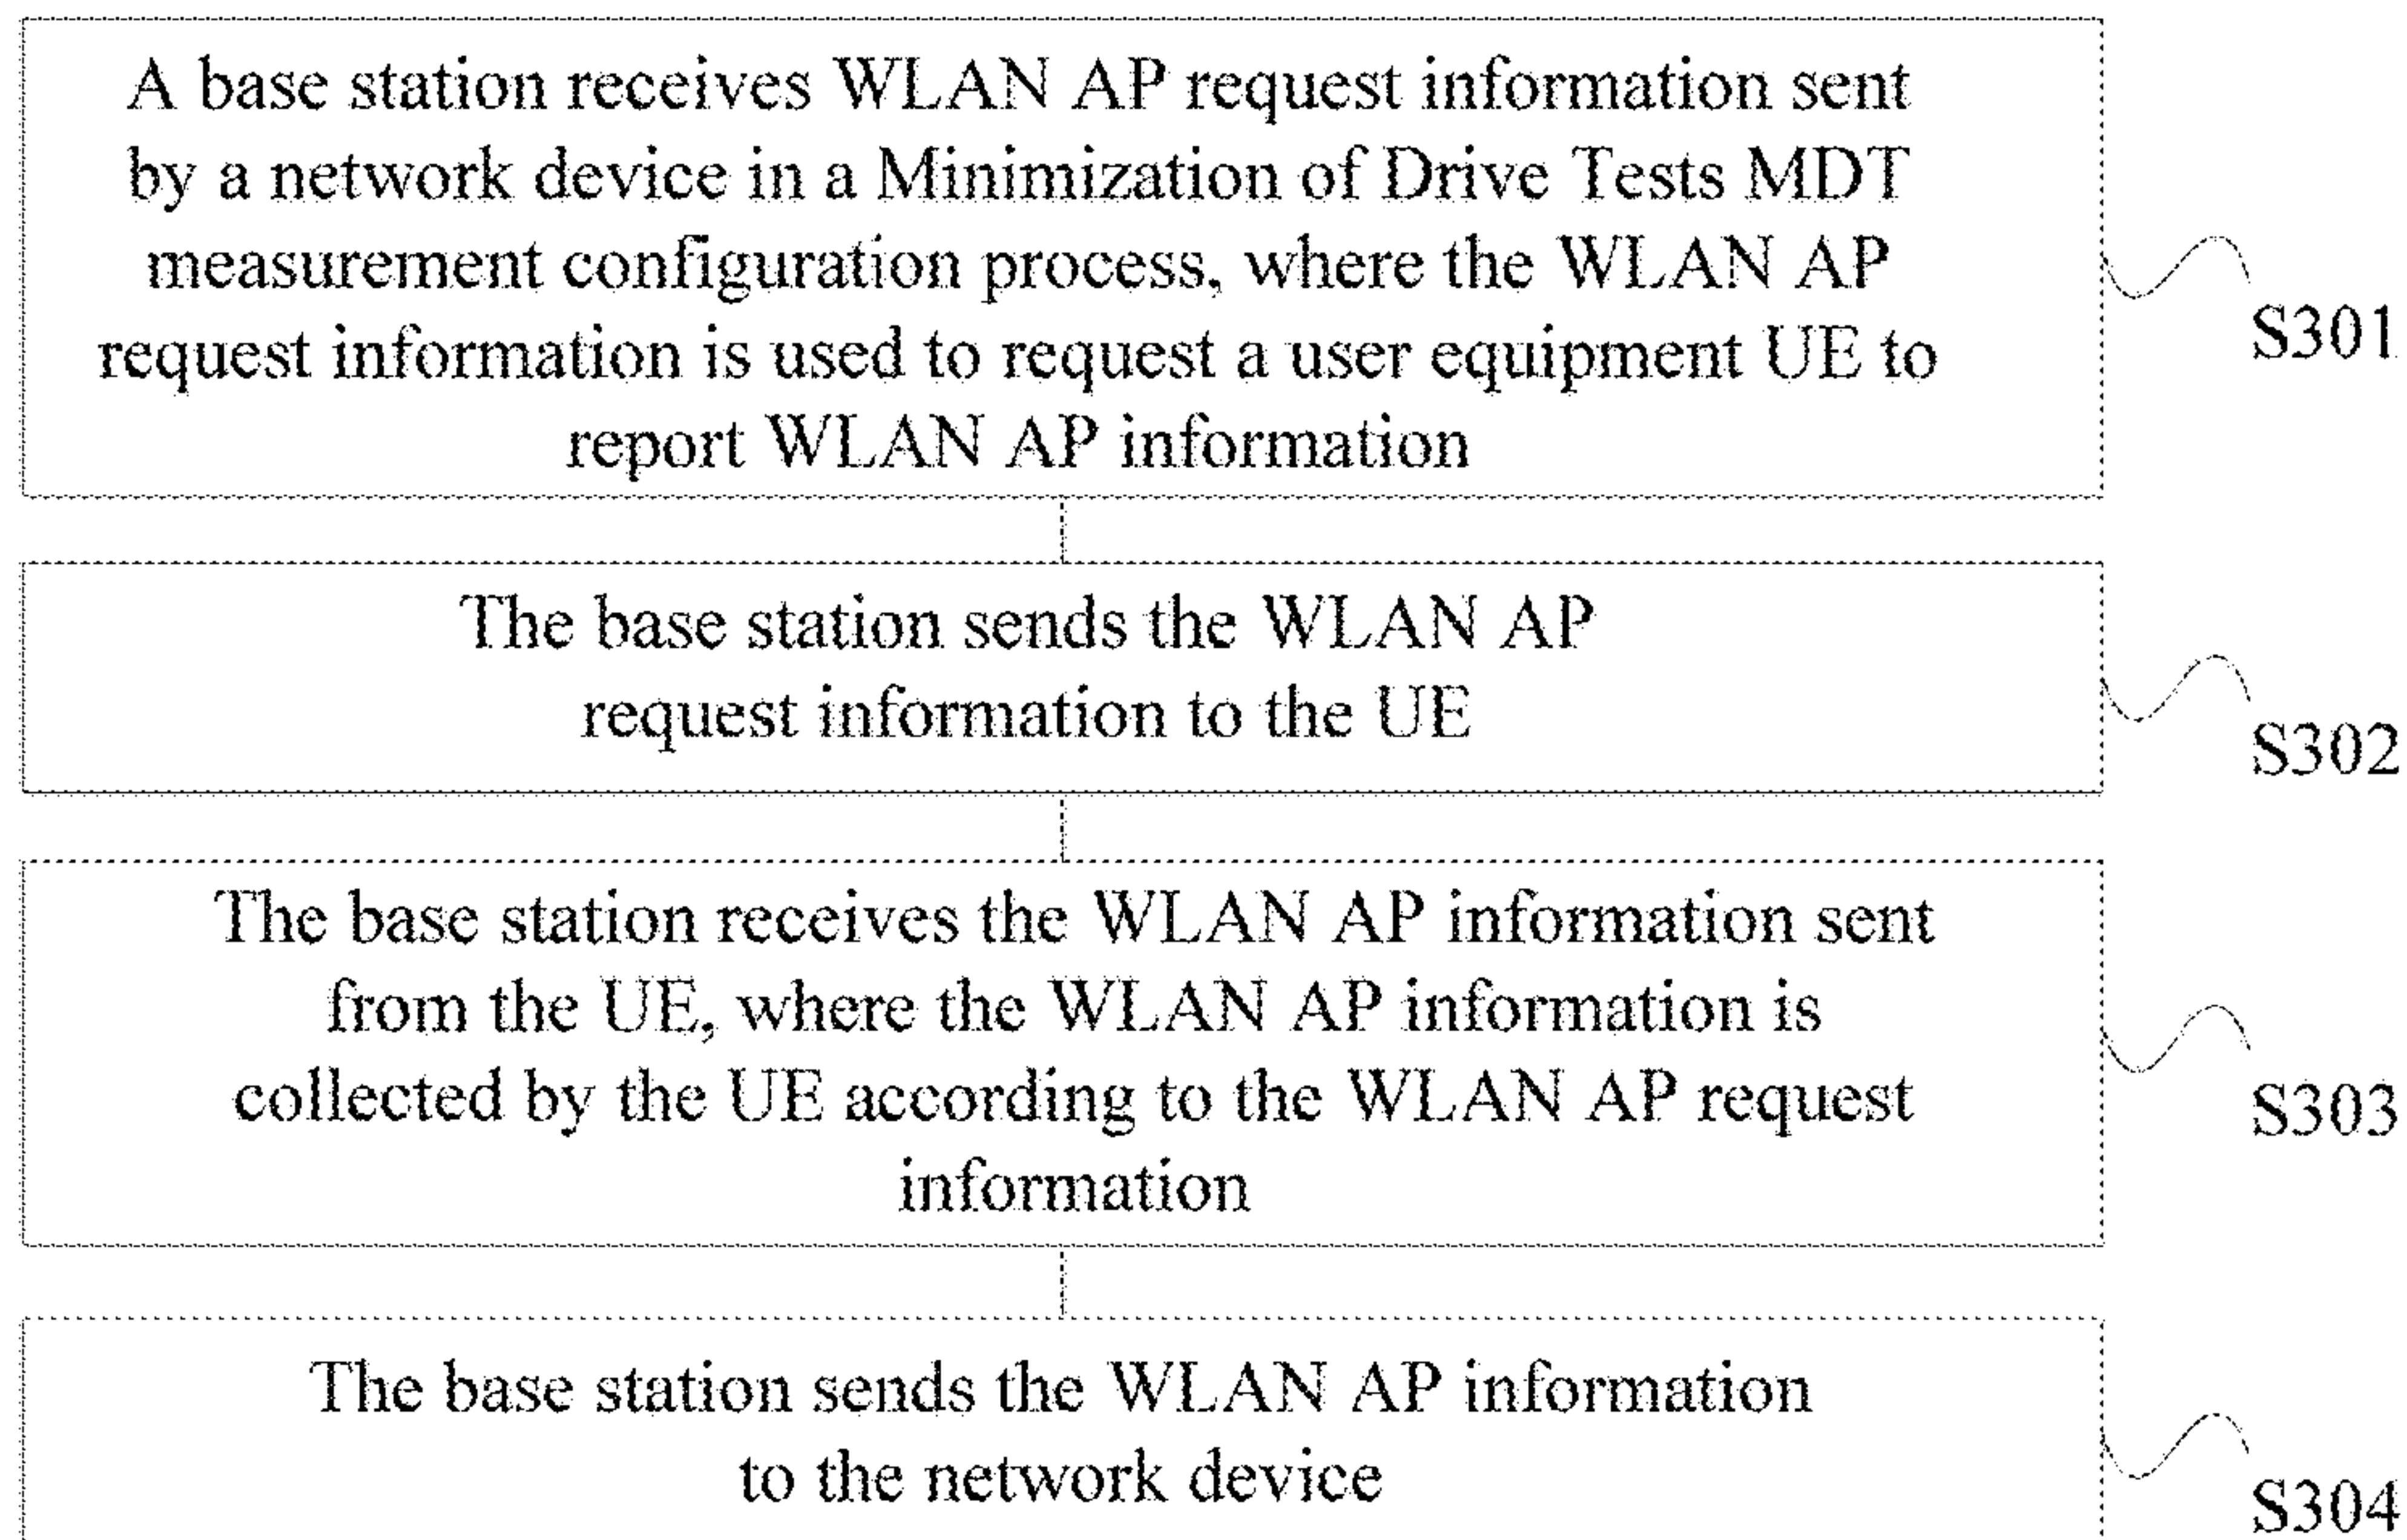 A base station receives WLAN AP request information sent
by a network device in a Minimization of Drive Tests MDT
measurement configuration process, where the WLAN AP
request information is used to request a user equipment UE to
report WLAN AP information
S301
The base station sends the WLAN AP
request information to the UE
S302
The base station receives the WLAN AP information sent
from the UE, where the WLAN AP information is
collected by the UE according to the WLAN AP request
information
S303
The base station sends the WLAN AP information
to the network device
S304